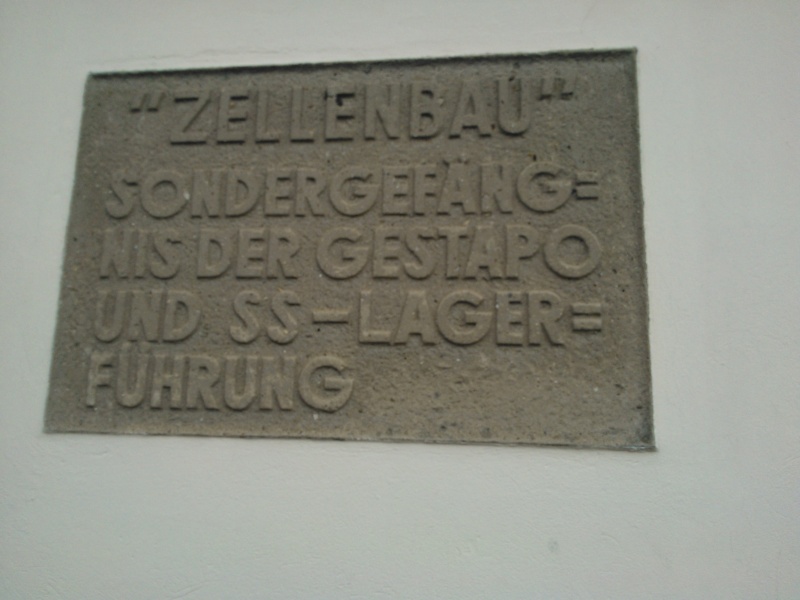 "ZELLENBAU"
SONDERGEFÄNG=
NIS DER GESTAPO
UND SS-LAGER=
FÜHRUNG